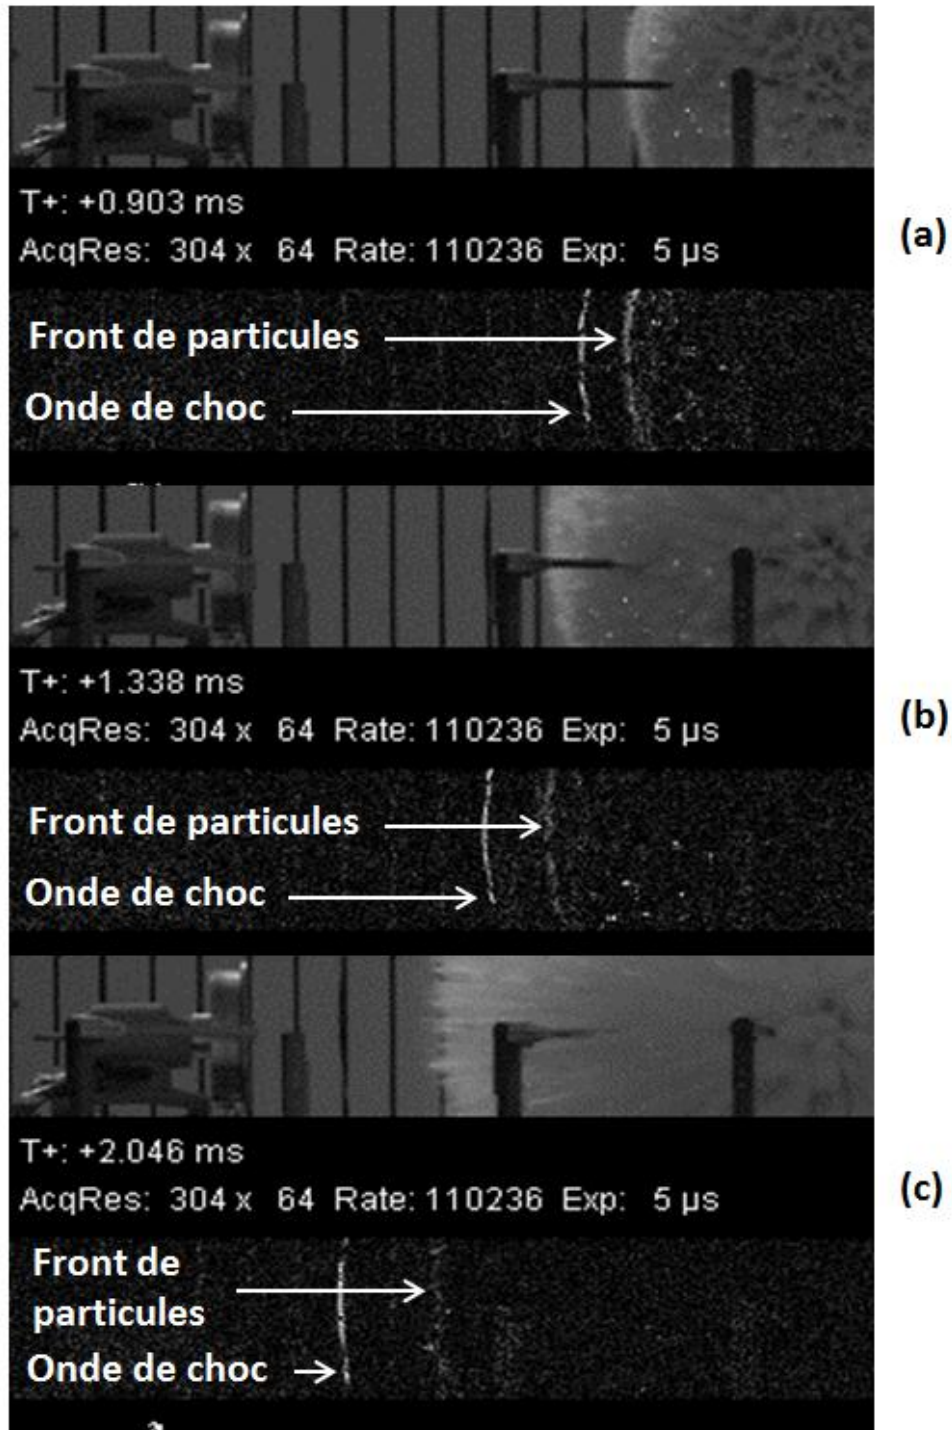 T+: +0.903 ms
(a)
AcqRes: 304 x 64 Rate: 110236 Exp: 5 µs
Front de particules
Onde de choc
T+: +1.338 ms
(b)
AcqRes: 304 x 64 Rate: 110236 Exp: 5 µs
Front de particules
Onde de choc
T+: +2.046 ms
AcqRes: 304 x 64 Rate: 110236 Exp: 5 µs
(c)
Front de
particules
Onde de choc